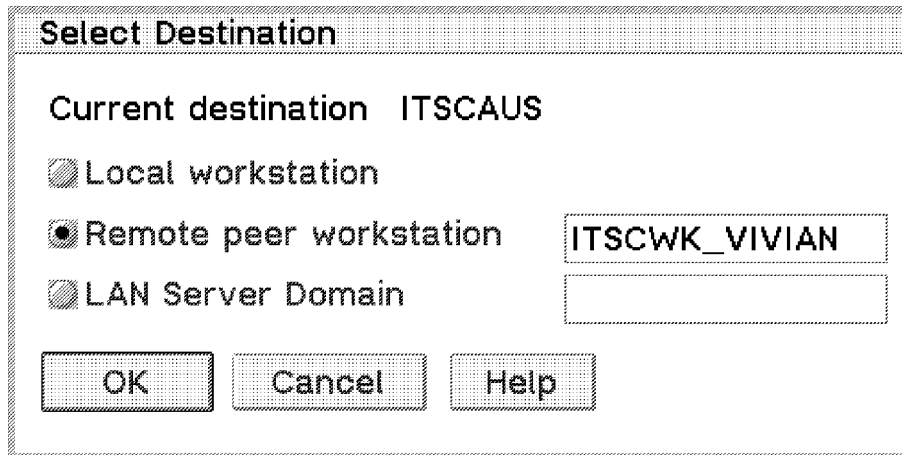 Select Destination
Current destination ITSCAUS
Local workstation
Remote peer workstation ITSCWK_VIVIAN
LAN Server Domain
OK Cancel Help